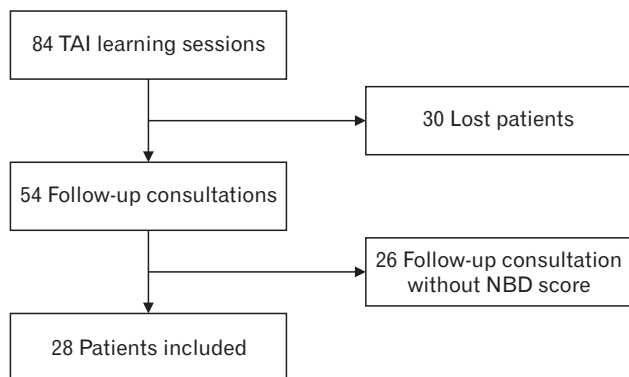 84 TAI learning sessions
30 Lost patients
54 Follow-up consultations
26 Follow-up consultation
without NBD score
28 Patients included